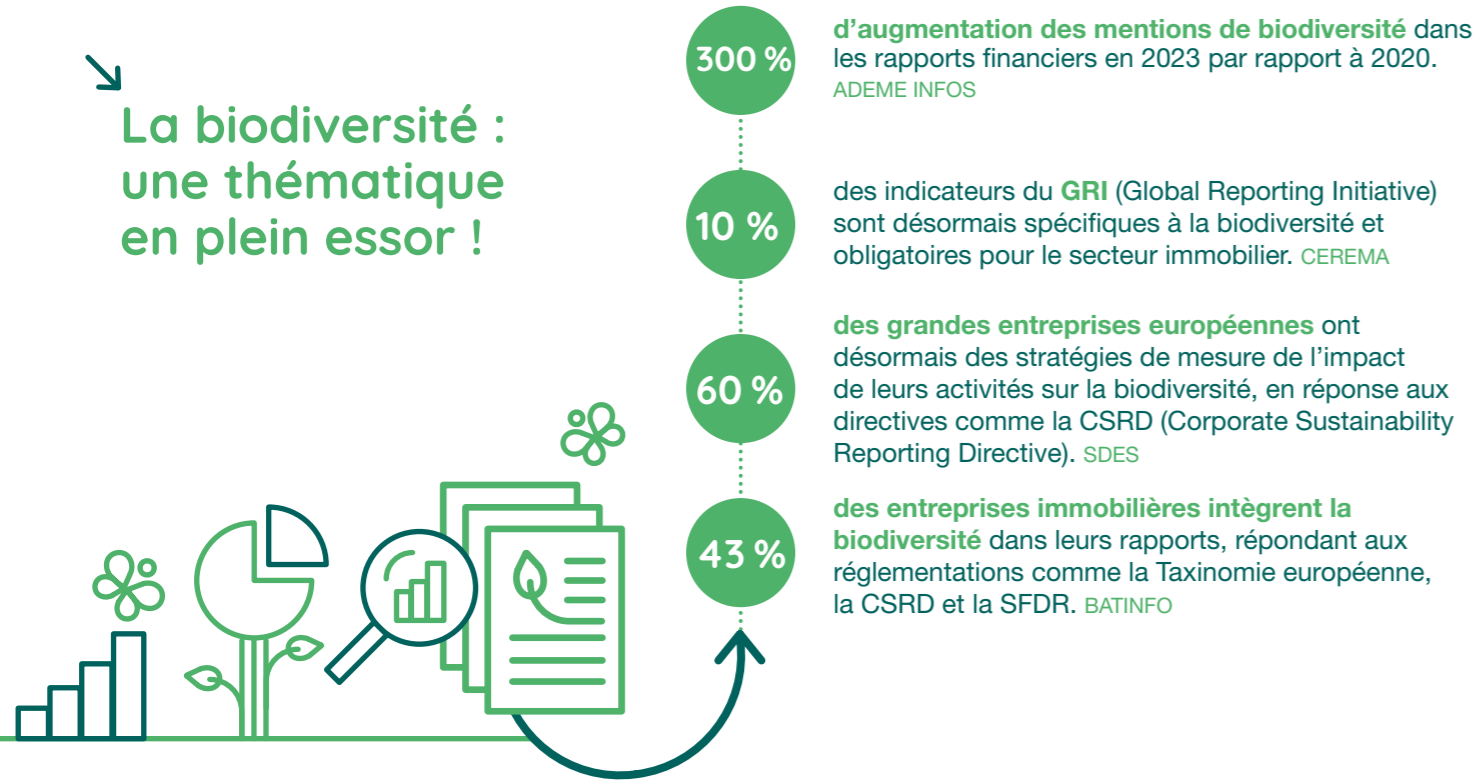 La biodiversité :
une thématique
en plein essor !
300 %
d’augmentation des mentions de biodiversité dans
les rapports financiers en 2023 par rapport à 2020.
ADEME INFOS
10 %
des indicateurs du GRI (Global Reporting Initiative)
sont désormais spécifiques à la biodiversité et
obligatoires pour le secteur immobilier. CEREMA
60 %
des grandes entreprises européennes ont
désormais des stratégies de mesure de l’impact
de leurs activités sur la biodiversité, en réponse aux
directives comme la CSRD (Corporate Sustainability
Reporting Directive). SDES
43 %
des entreprises immobilières intègrent la
biodiversité dans leurs rapports, répondant aux
réglementations comme la Taxinomie européenne,
la CSRD et la SFDR. BATINFO